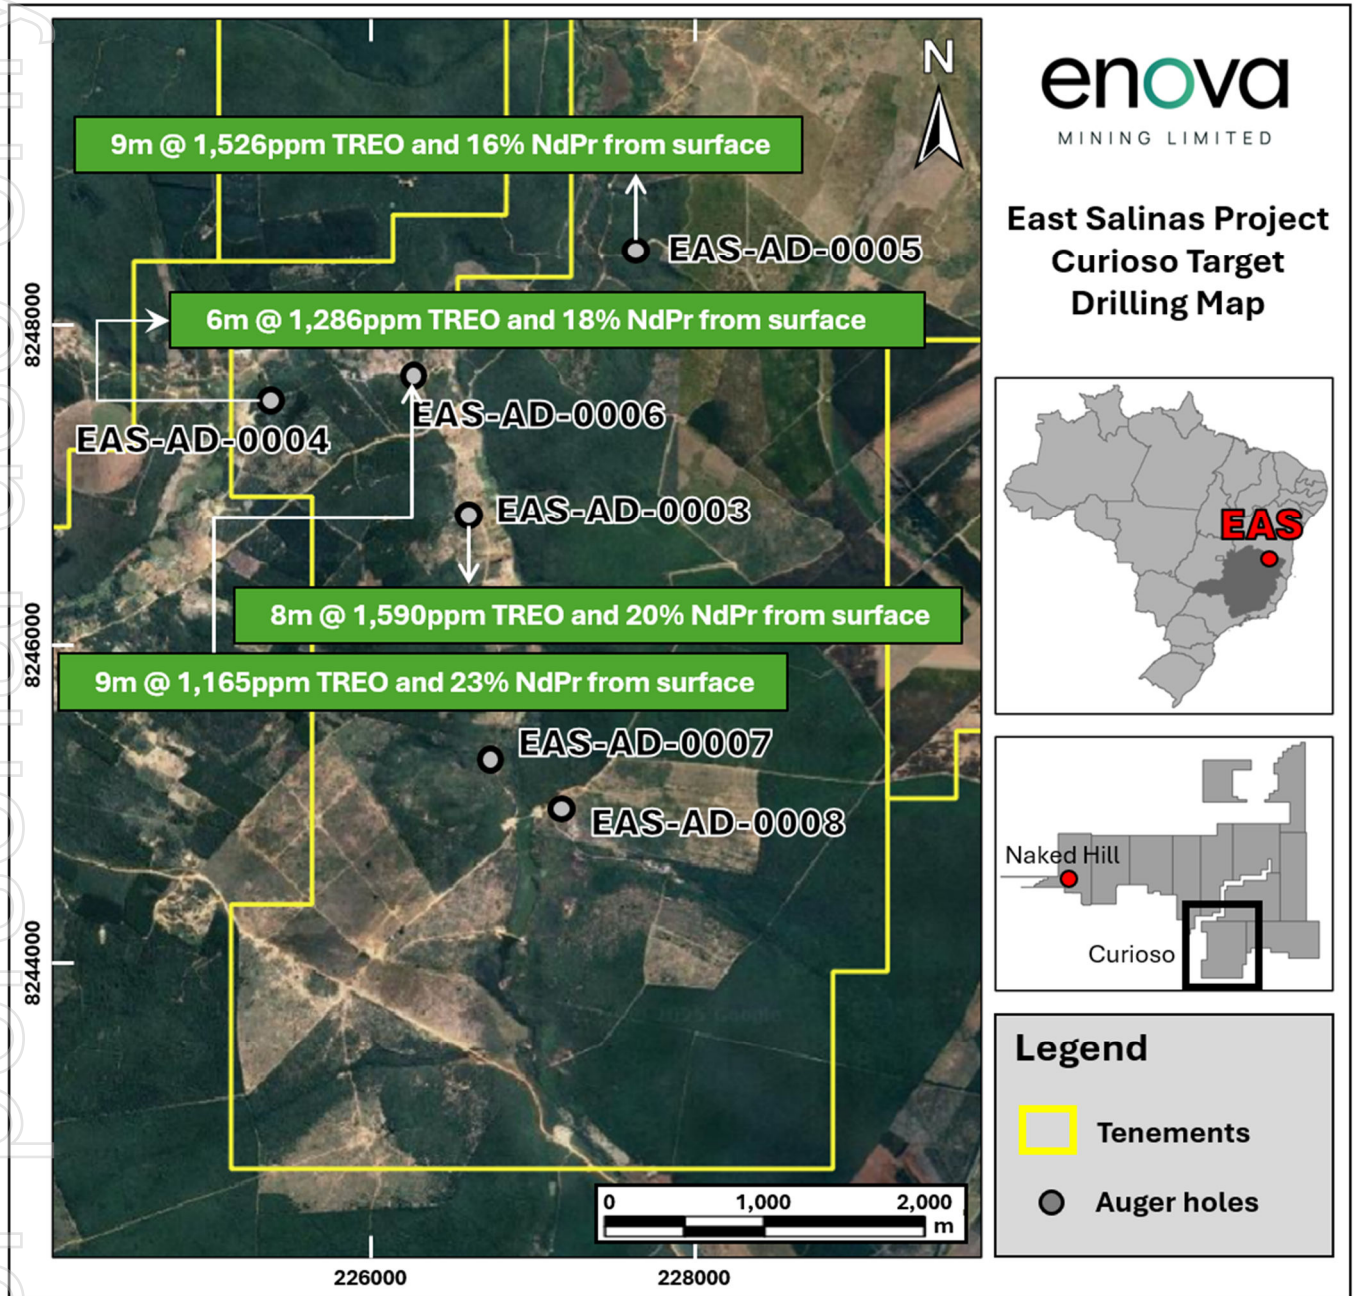 enova
MINING LIMITED
East Salinas Project
Curioso Target
Drilling Map
N
9m @ 1,526ppm TREO and 16% NdPr from surface
EAS-AD-0005
8248000
6m @ 1,286ppm TREO and 18% NdPr from surface
EAS-AD-0006
EAS-AD-0004
EAS-AD-0003
8m @ 1,590ppm TREO and 20% NdPr from surface
8246000
9m @ 1,165ppm TREO and 23% NdPr from surface
EAS-AD-0007
EAS-AD-0008
8244000
0 1,000 2,000
m
226000 228000
EAS
Naked Hill
Curioso
Legend
Tenements
Auger holes